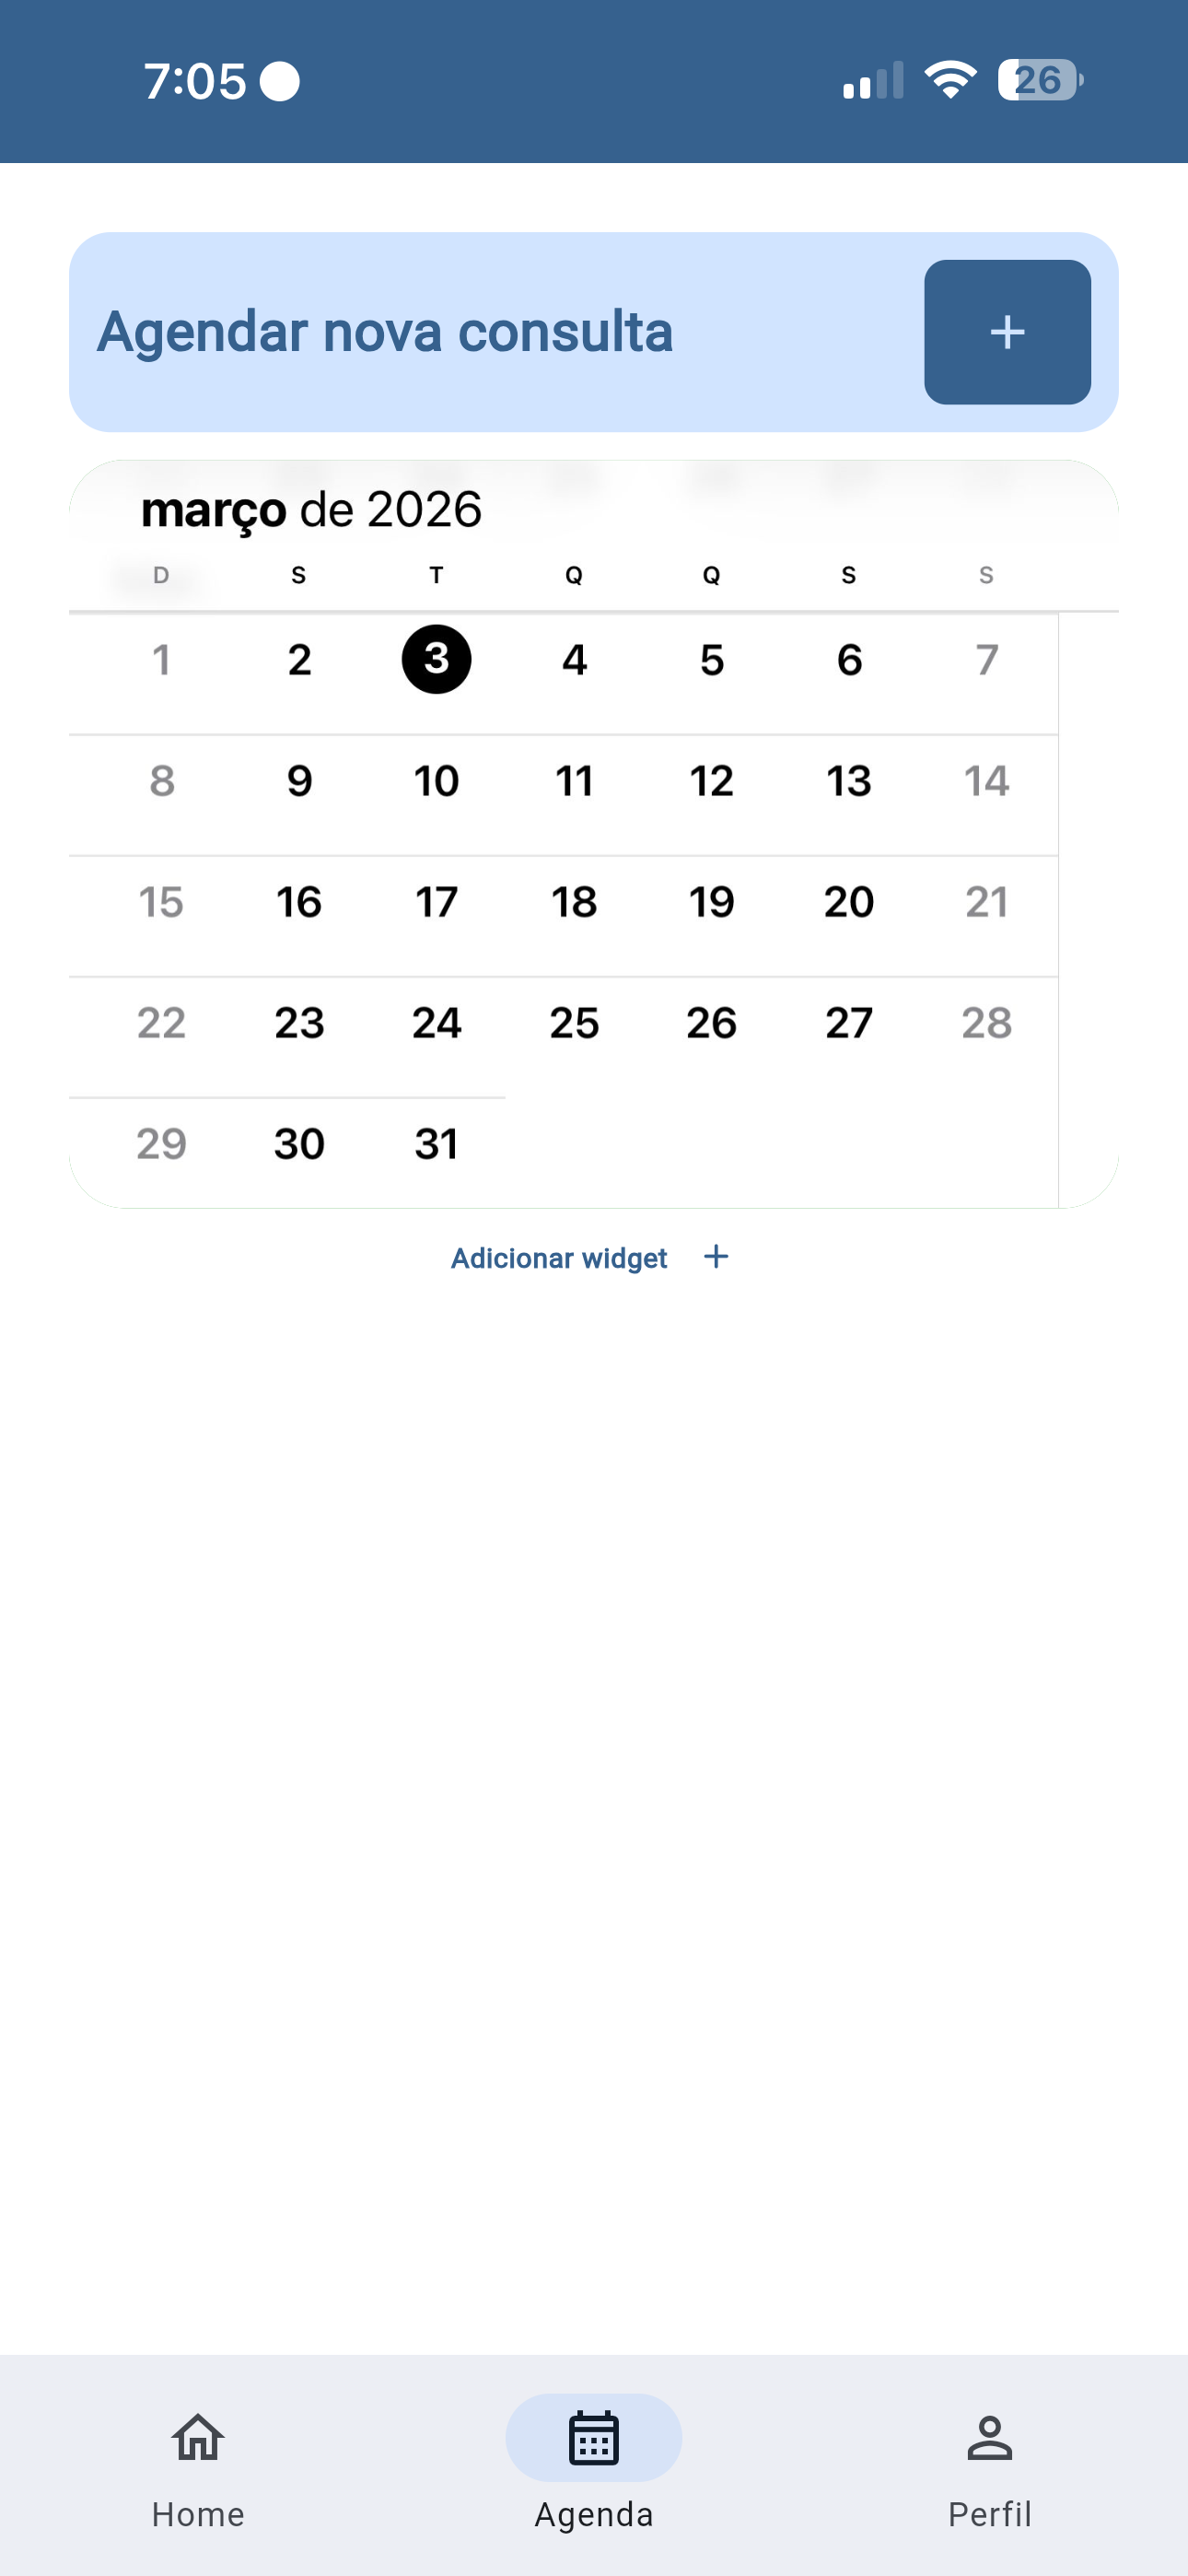 7:05 26
Agendar nova consulta +
março de 2026
D S T Q Q S S
1 2 3 4 5 6 7
8 9 10 11 12 13 14
15 16 17 18 19 20 21
22 23 24 25 26 27 28
29 30 31
Adicionar widget +
Home Agenda Perfil